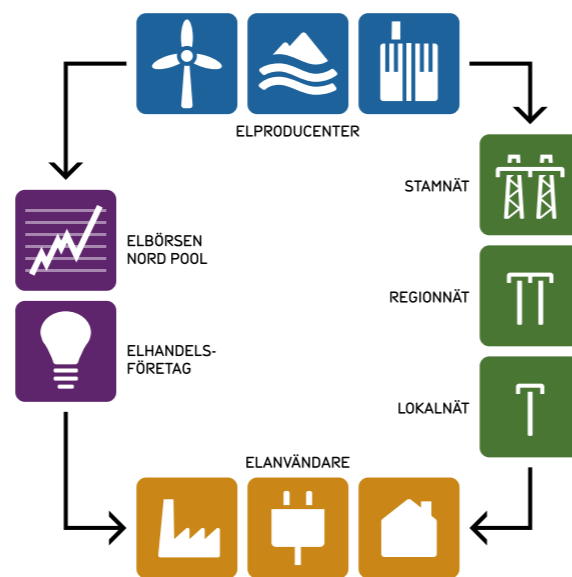 ELPRODUCENTER
STAMNÄT
ELBÖRSEN
NORD POOL
REGIONNÄT
ELHANDELS-
FÖRETAG
LOKALNÄT
ELANVÄNDARE